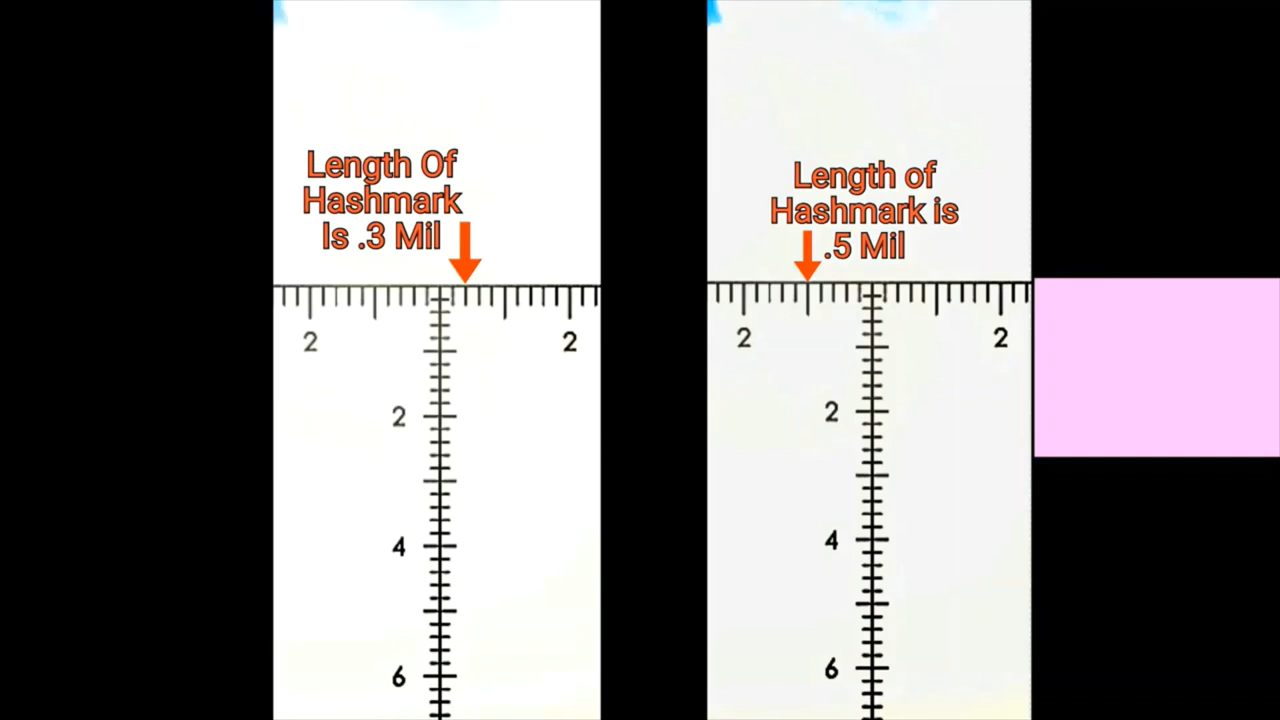 Length Of
Hashmark
Is .3 Mil
2 2
2
4
6
Length of
Hashmark is
.5 Mil
2 2
2
4
6